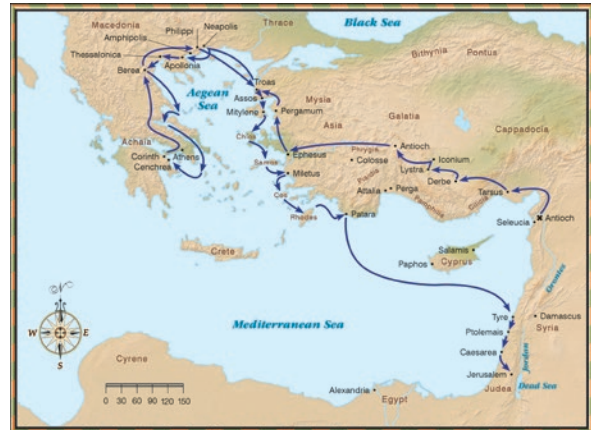 Macedonia
Philippi
Neapolis
Thrace
Black Sea
Amphipolis
Thessalonica
Apollonia
Berea
Bithynia
Pontus
Aegean
Sea
Troas
Assos
Mitylene
Pergamum
Mysia
Asia
Galatia
Cappadocia
Chios
Achaia
Corinth
Athens
Cenchrea
Samos
Ephesus
Miletus
Phrygia
Colosse
Antioch
Iconium
Lystra
Derbe
Pisidia
Attalia
Perga
Pamphylia
Cilicia
Tarsus
Cos
Rhodes
Patara
Seleucia
Antioch
Crete
Salamis
Paphos
Cyprus
Orontes
N
W
E
S
Mediterranean Sea
Tyre
Damascus
Syria
Ptolemais
Caesarea
Jordan
Jerusalem
Judea
Dead Sea
Cyrene
0 30 60 90 120 150
Alexandria
Egypt